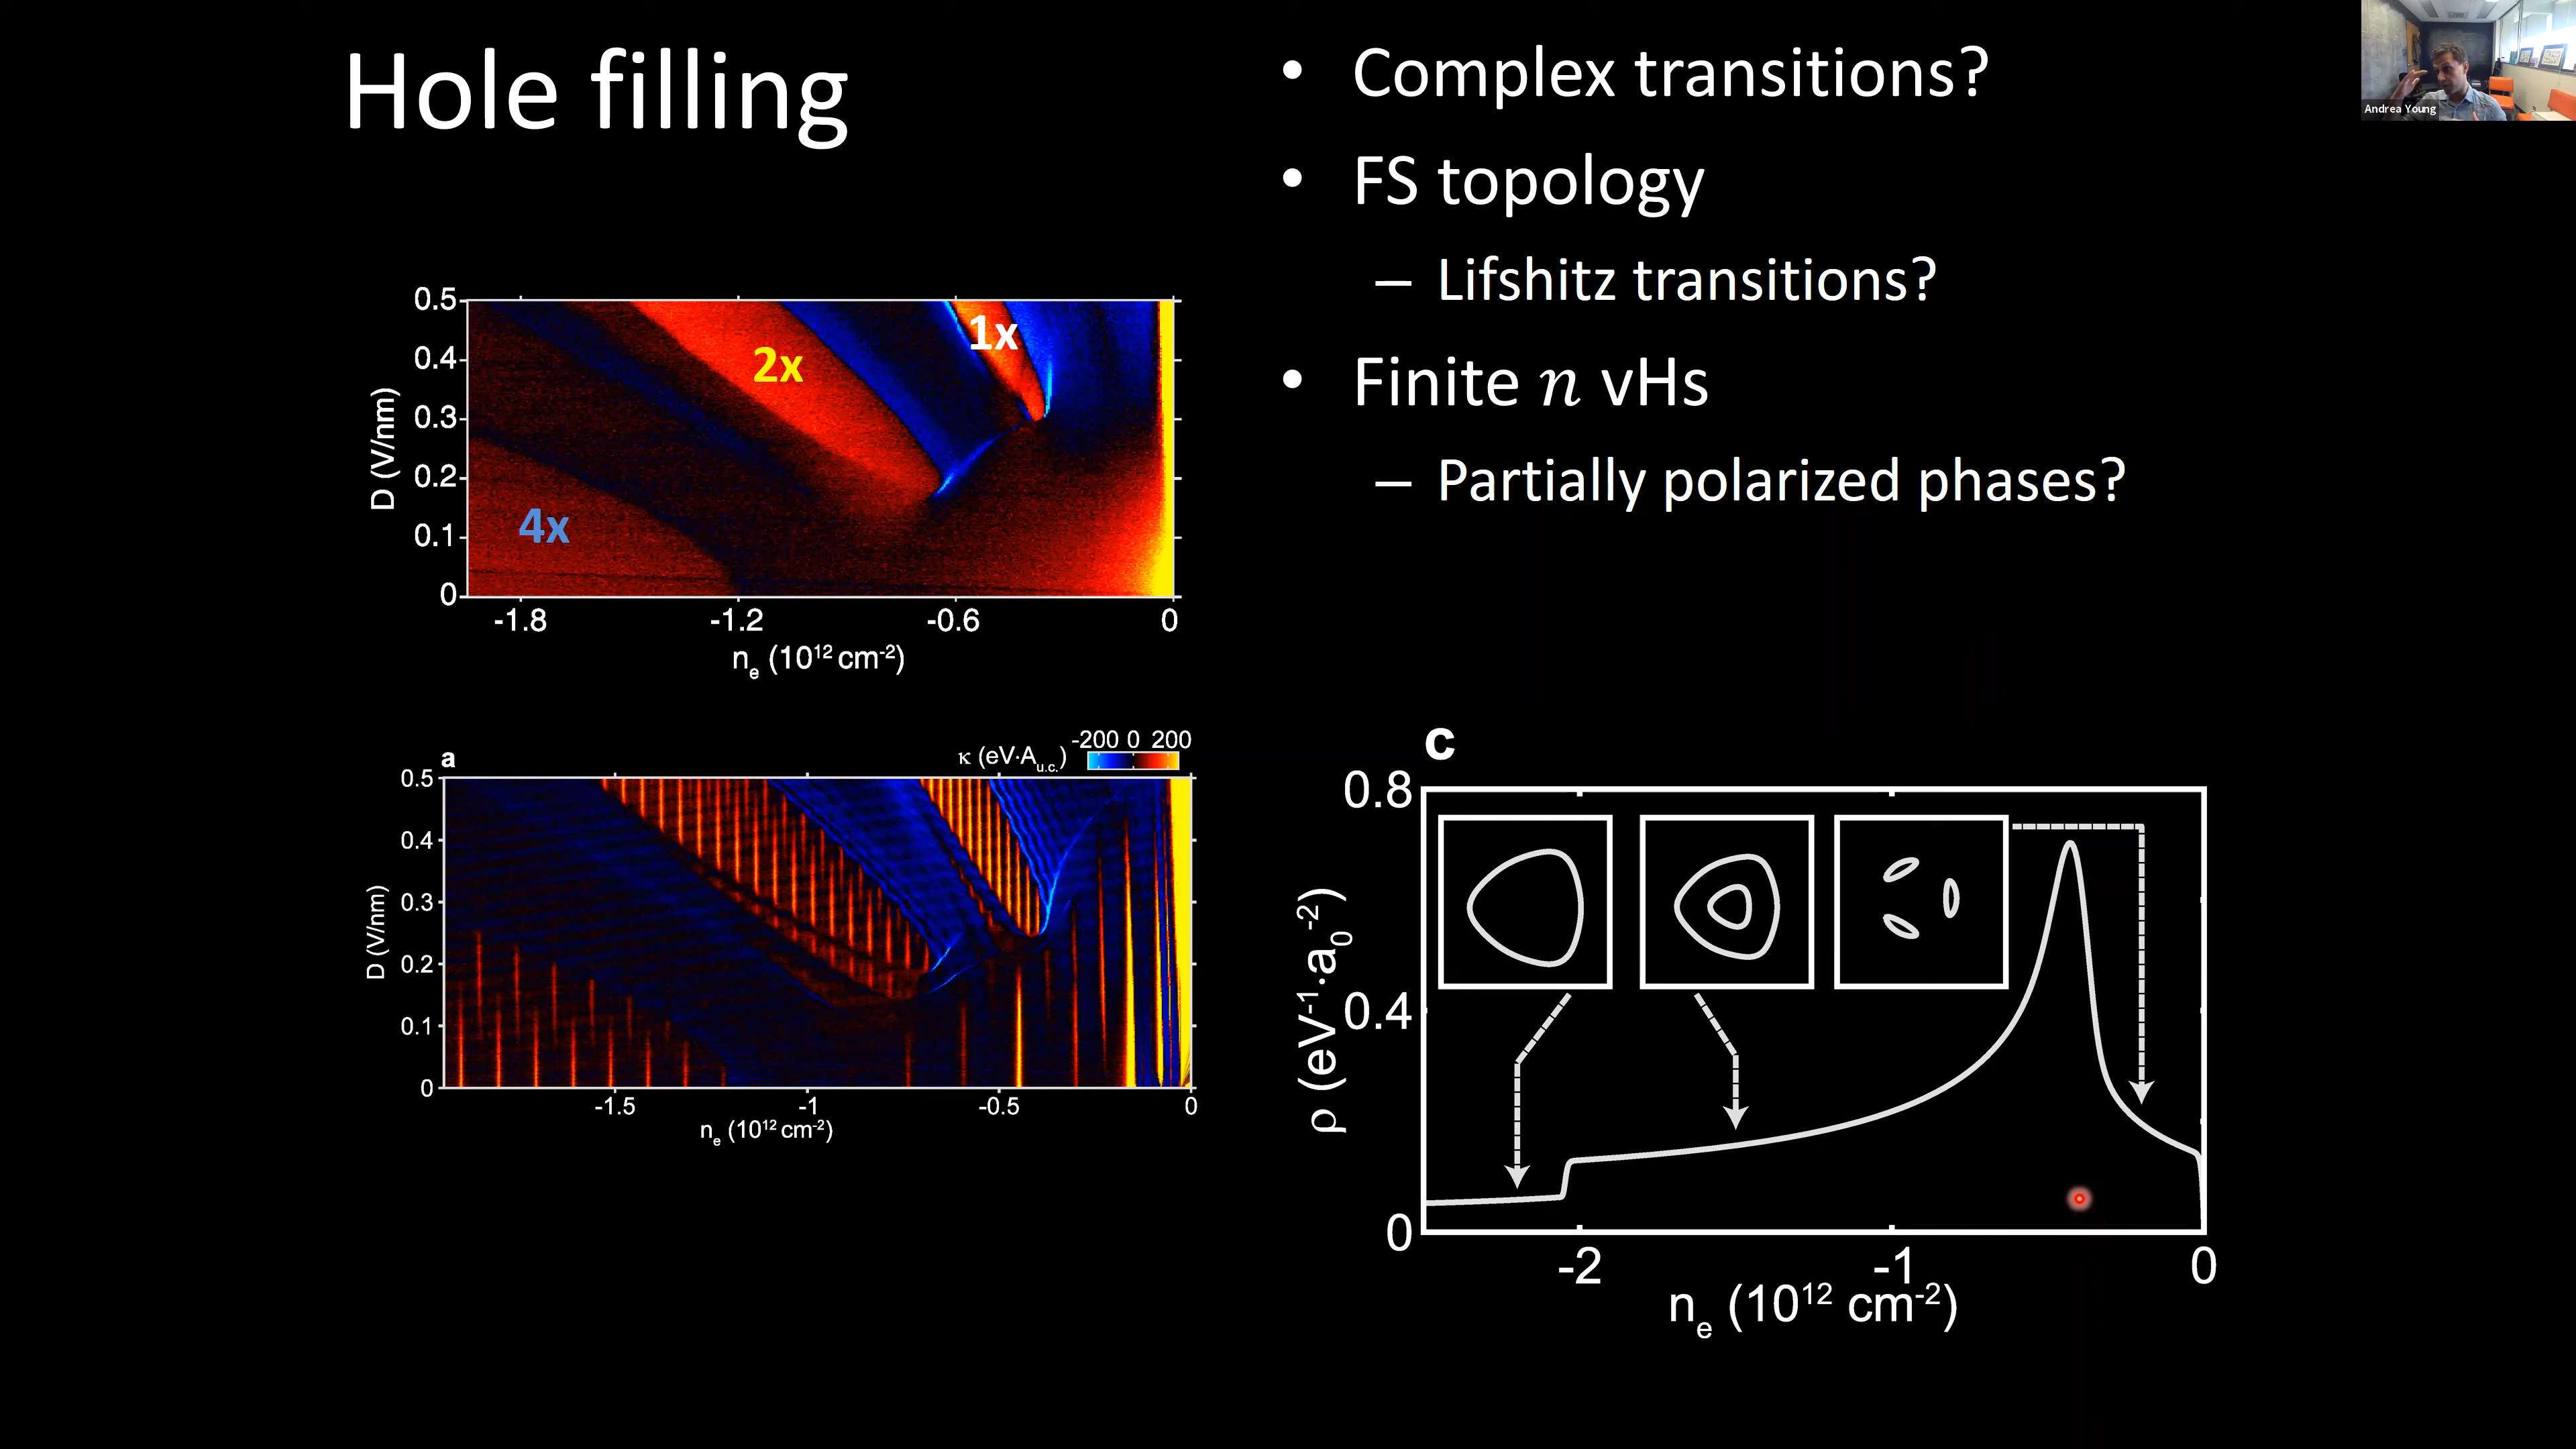 Hole filling
• Complex transitions?
• FS topology
– Lifshitz transitions?
• Finite n vHs
– Partially polarized phases?
Andrea Young
0.5
0.4
0.3
0.2
0.1
0
D (V/nm)
1x
2x
4x
-1.8 -1.2 -0.6 0
nₑ (10¹² cm⁻²)
a
κ (eV·Au.c.)
-200 0 200
0.5
0.4
0.3
0.2
0.1
0
D (V/nm)
-1.5 -1 -0.5 0
nₑ (10¹² cm⁻²)
c
0.8
0.4
0
ρ (eV⁻¹·a₀⁻²)
-2 -1 0
nₑ (10¹² cm⁻²)